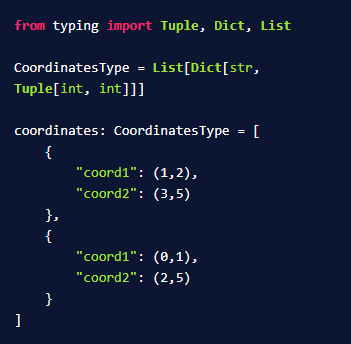 from typing import Tuple, Dict, List

CoordinatesType = List[Dict[str,
Tuple[int, int]]]

coordinates: CoordinatesType = [
    {
        "coord1": (1,2),
        "coord2": (3,5)
    },
    {
        "coord1": (0,1),
        "coord2": (2,5)
    }
]